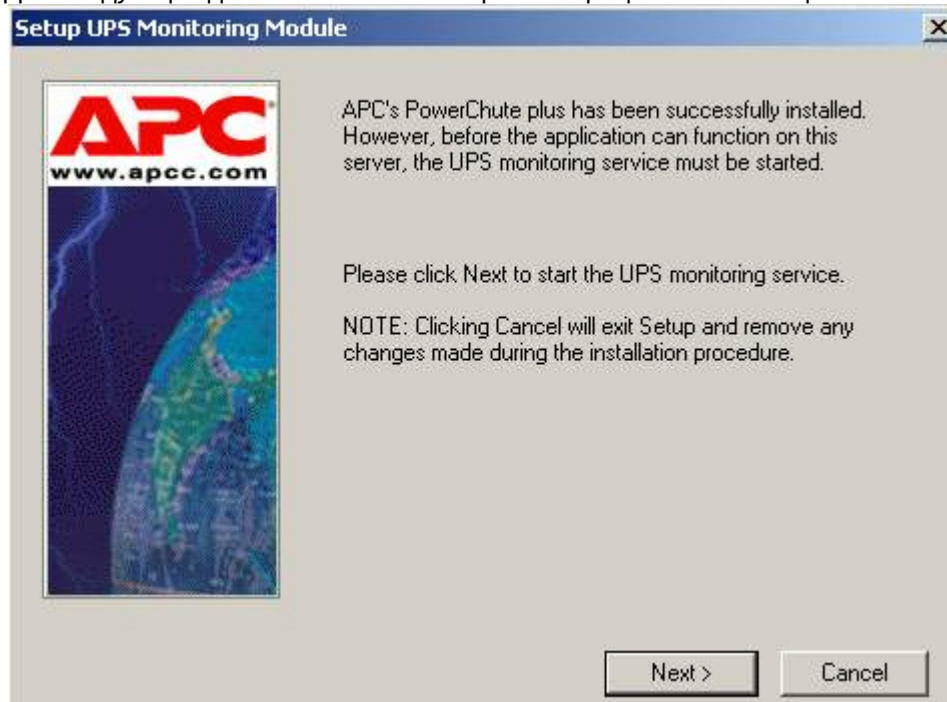 Setup UPS Monitoring Module
APC
www.apcc.com
APC's PowerChute plus has been successfully installed.
However, before the application can function on this
server, the UPS monitoring service must be started.
Please click Next to start the UPS monitoring service.
NOTE: Clicking Cancel will exit Setup and remove any
changes made during the installation procedure.
Next >
Cancel